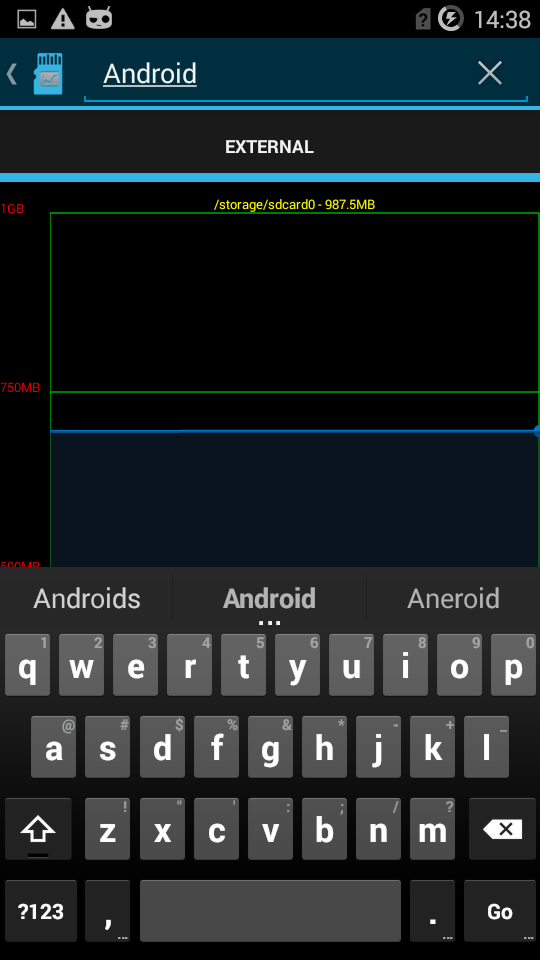 14:38
Android
EXTERNAL
/storage/sdcard0 - 987.5MB
1GB
750MB
500MB
Androids Android Aneroid
1 2 3 4 5 6 7 8 9 0
q w e r t y u i o p
@ # $ % & * - + _
a s d f g h j k l
! " ' : ; / ?
z x c v b n m
?123 , . Go